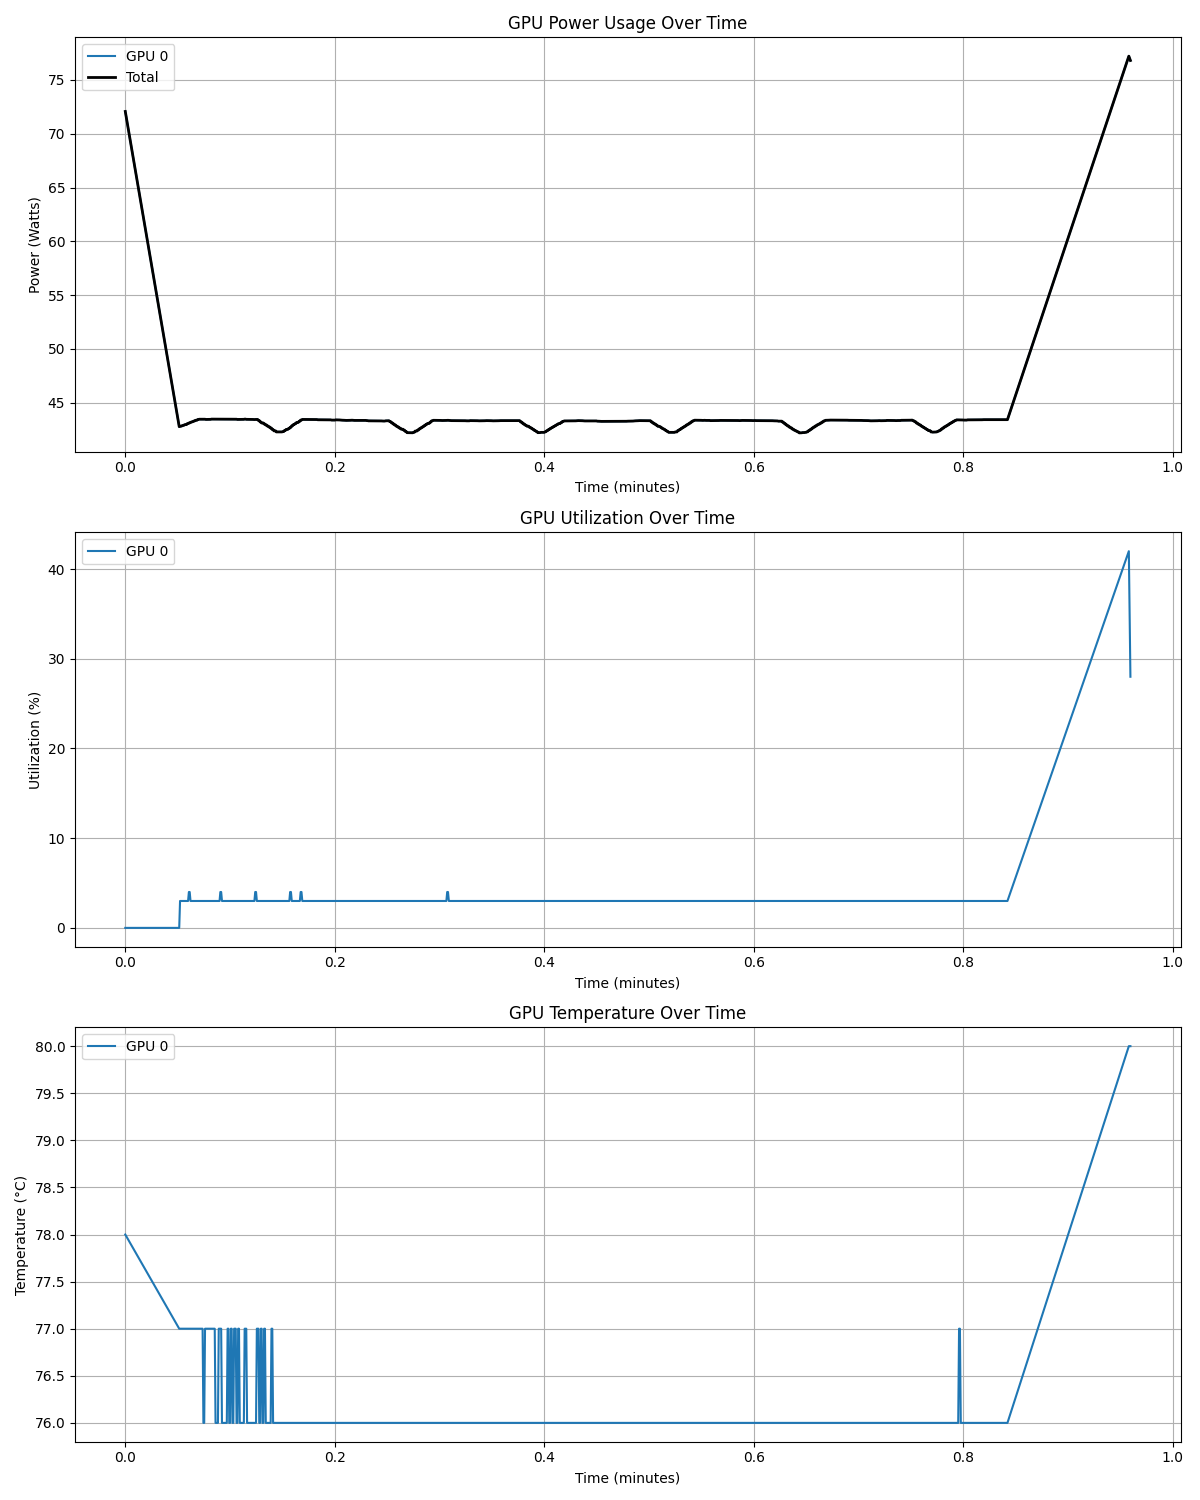 GPU Power Usage Over Time
GPU 0
Total
75
70
65
60
55
50
45
Power (Watts)
0.0 0.2 0.4 0.6 0.8 1.0
Time (minutes)
GPU Utilization Over Time
GPU 0
40
30
20
10
0
Utilization (%)
0.0 0.2 0.4 0.6 0.8 1.0
Time (minutes)
GPU Temperature Over Time
GPU 0
80.0
79.5
79.0
78.5
78.0
77.5
77.0
76.5
76.0
Temperature (°C)
0.0 0.2 0.4 0.6 0.8 1.0
Time (minutes)